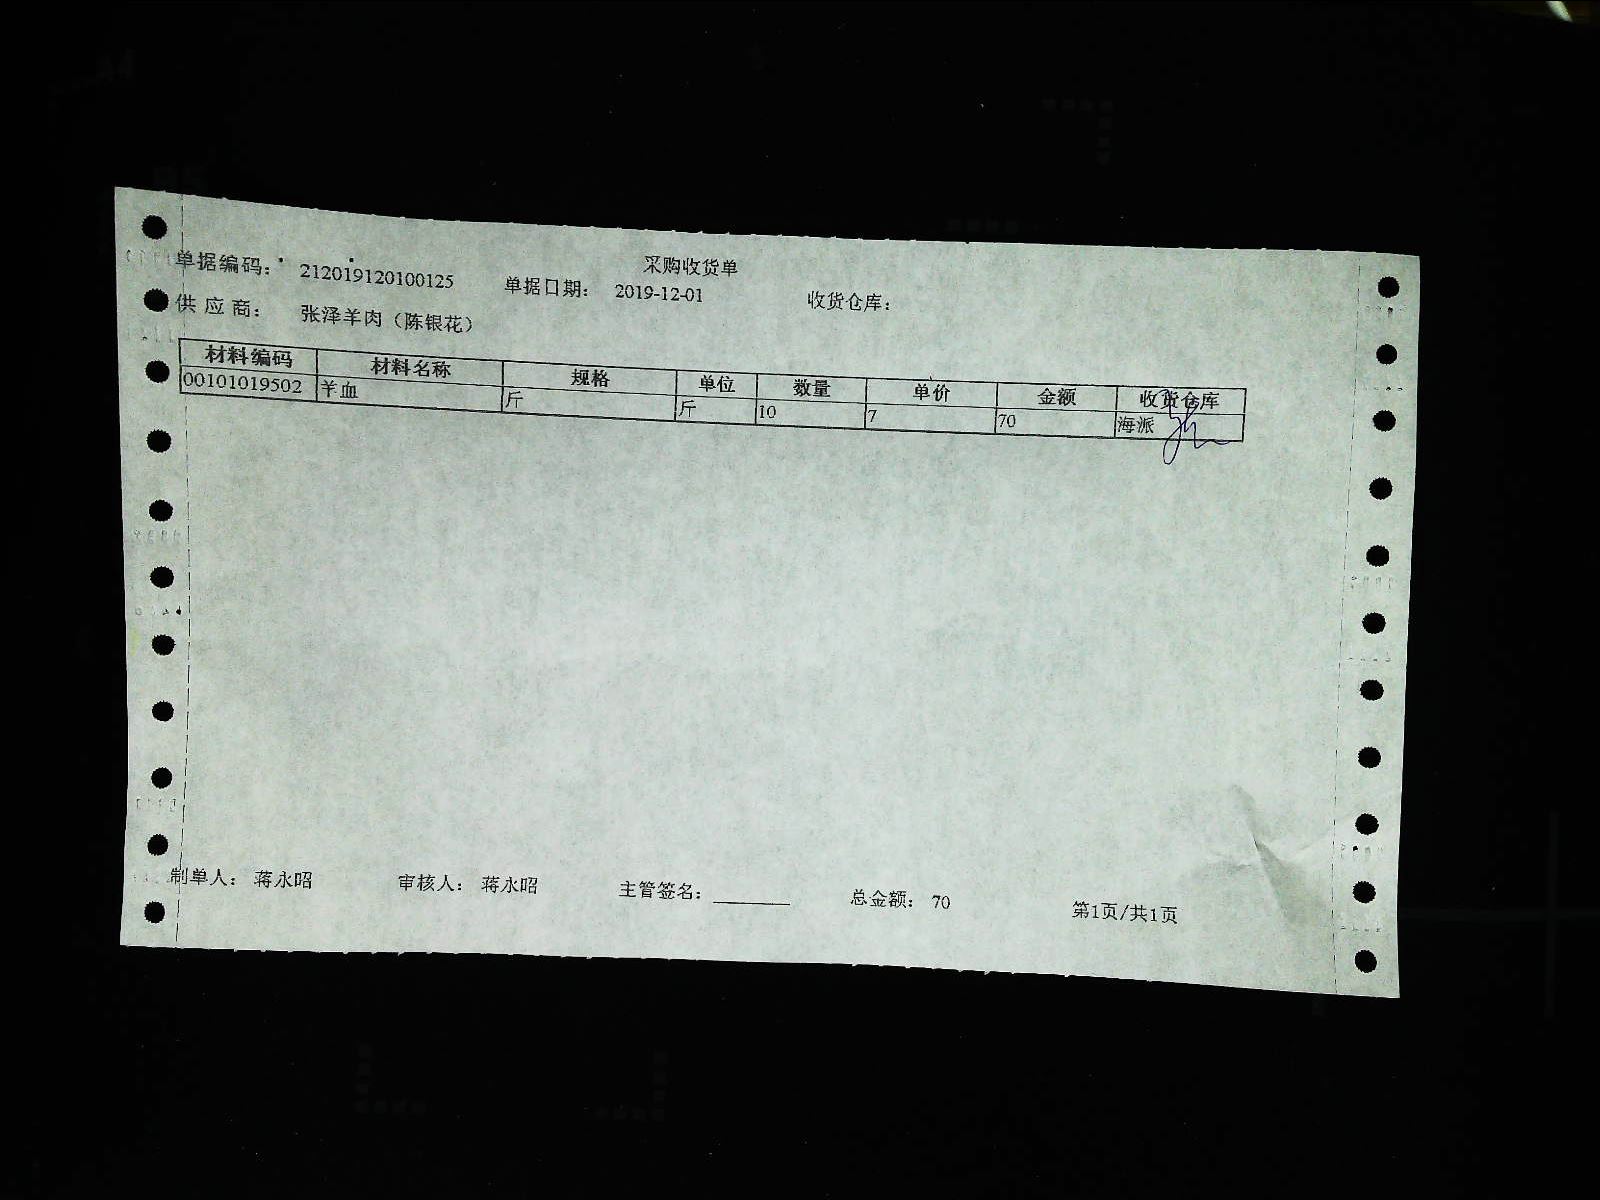 采购收货单
单据编码： 212019120100125 单据日期： 2019-12-01 收货仓库：
供应商： 张泽羊肉（陈银花）
材料编码 材料名称 规格 单位 数量 单价 金额 收货仓库
00101019502 羊血 斤 斤 10 7 70 海派
制单人： 蒋永昭 审核人： 蒋永昭 主管签名： 总金额： 70 第1页/共1页